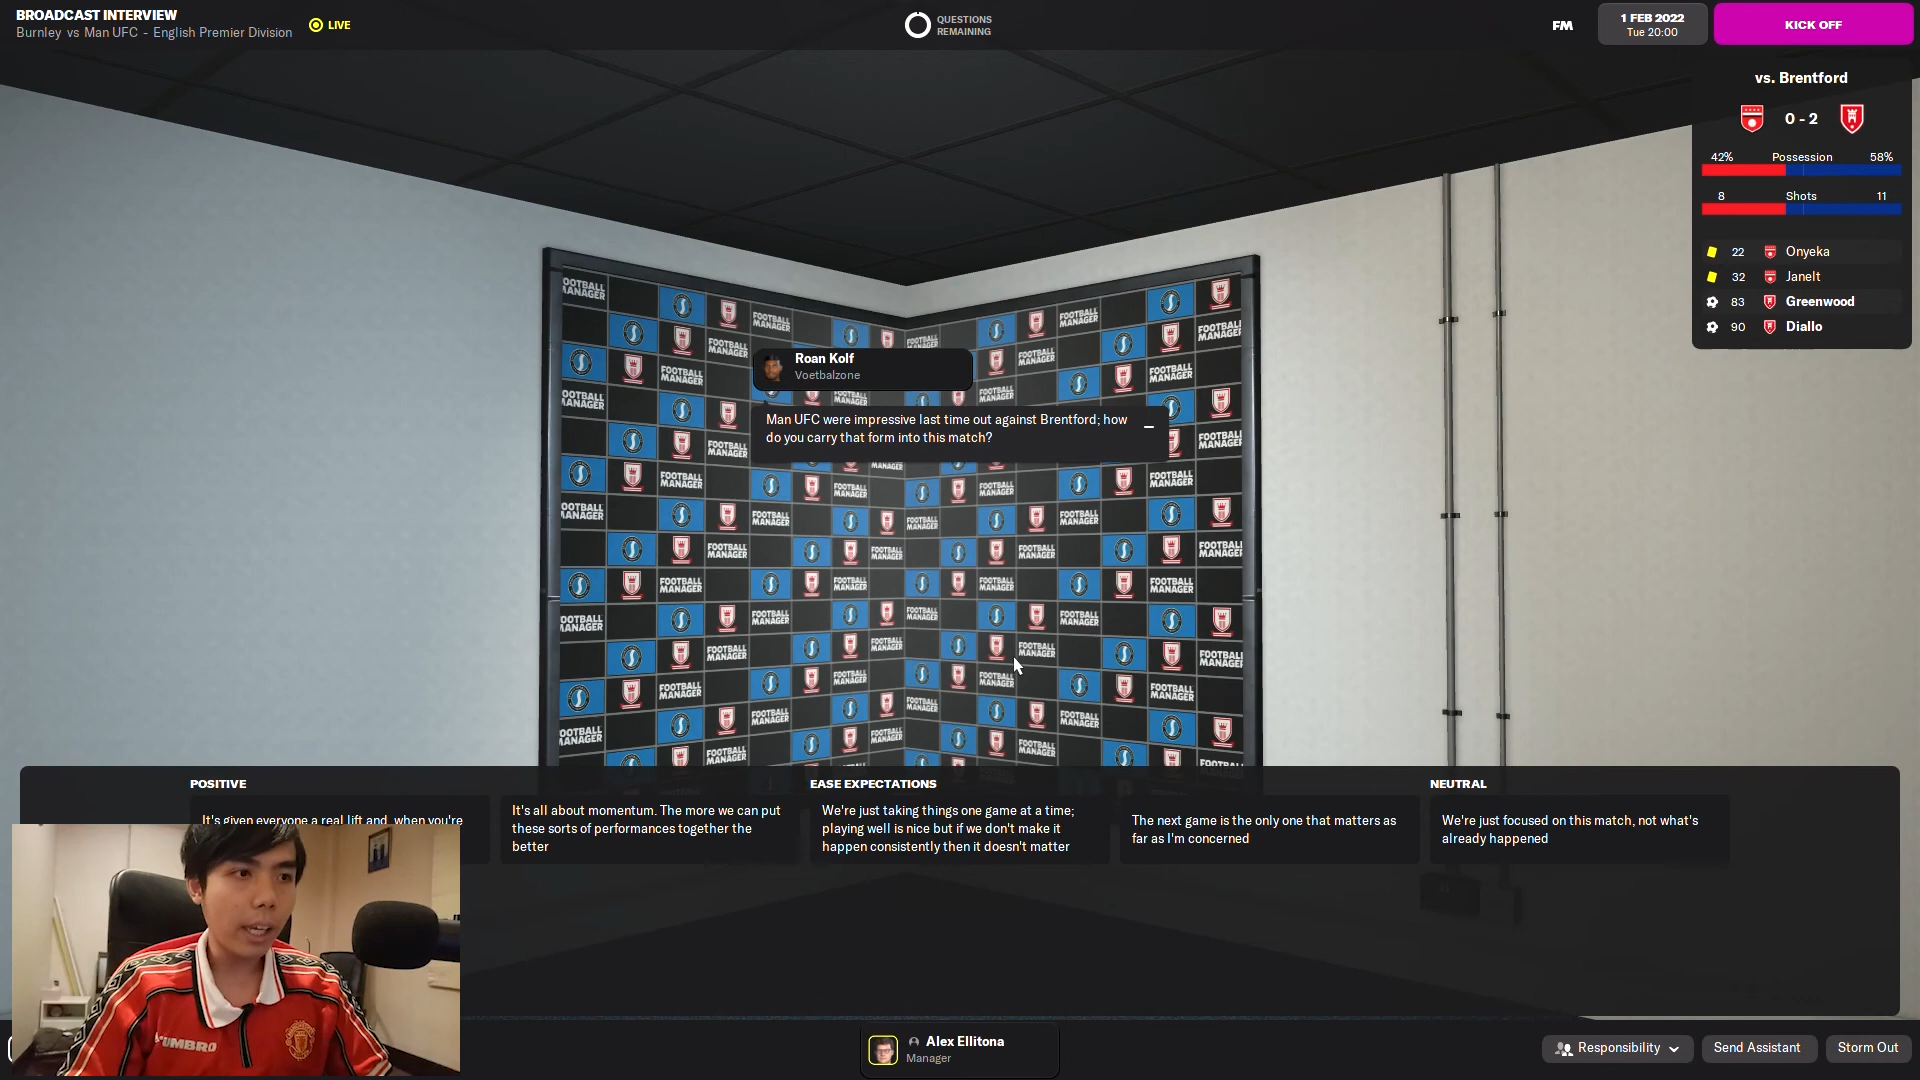 BROADCAST INTERVIEW
Burnley vs Man UFC - English Premier Division
LIVE
QUESTIONS
REMAINING
FM
1 FEB 2022
Tue 20:00
KICK OFF
vs. Brentford
0 - 2
42% Possession 58%
8 Shots 11
22 Onyeka
32 Janelt
83 Greenwood
90 Diallo
Roan Kolf
Voetbalzone
Man UFC were impressive last time out against Brentford; how
do you carry that form into this match?
FOOTBALL
MANAGER
POSITIVE
It's given everyone a real lift and, when you're
It's all about momentum. The more we can put
these sorts of performances together the
better
EASE EXPECTATIONS
We're just taking things one game at a time;
playing well is nice but if we don't make it
happen consistently then it doesn't matter
The next game is the only one that matters as
far as I'm concerned
NEUTRAL
We're just focused on this match, not what's
already happened
UMBRO
Alex Ellitona
Manager
Responsibility
Send Assistant
Storm Out